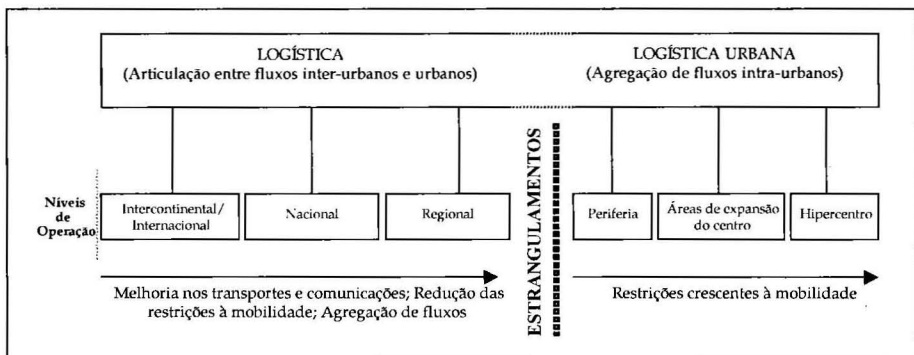 LOGÍSTICA
(Articulação entre fluxos inter-urbanos e urbanos)
LOGÍSTICA URBANA
(Agregação de fluxos intra-urbanos)
ESTRANGULAMENTOS
Níveis
de
Operação
Intercontinental/
Internacional
Nacional
Regional
Periferia
Áreas de expansão
do centro
Hipercentro
Melhoria nos transportes e comunicações; Redução das
restrições à mobilidade; Agregação de fluxos
Restrições crescentes à mobilidade